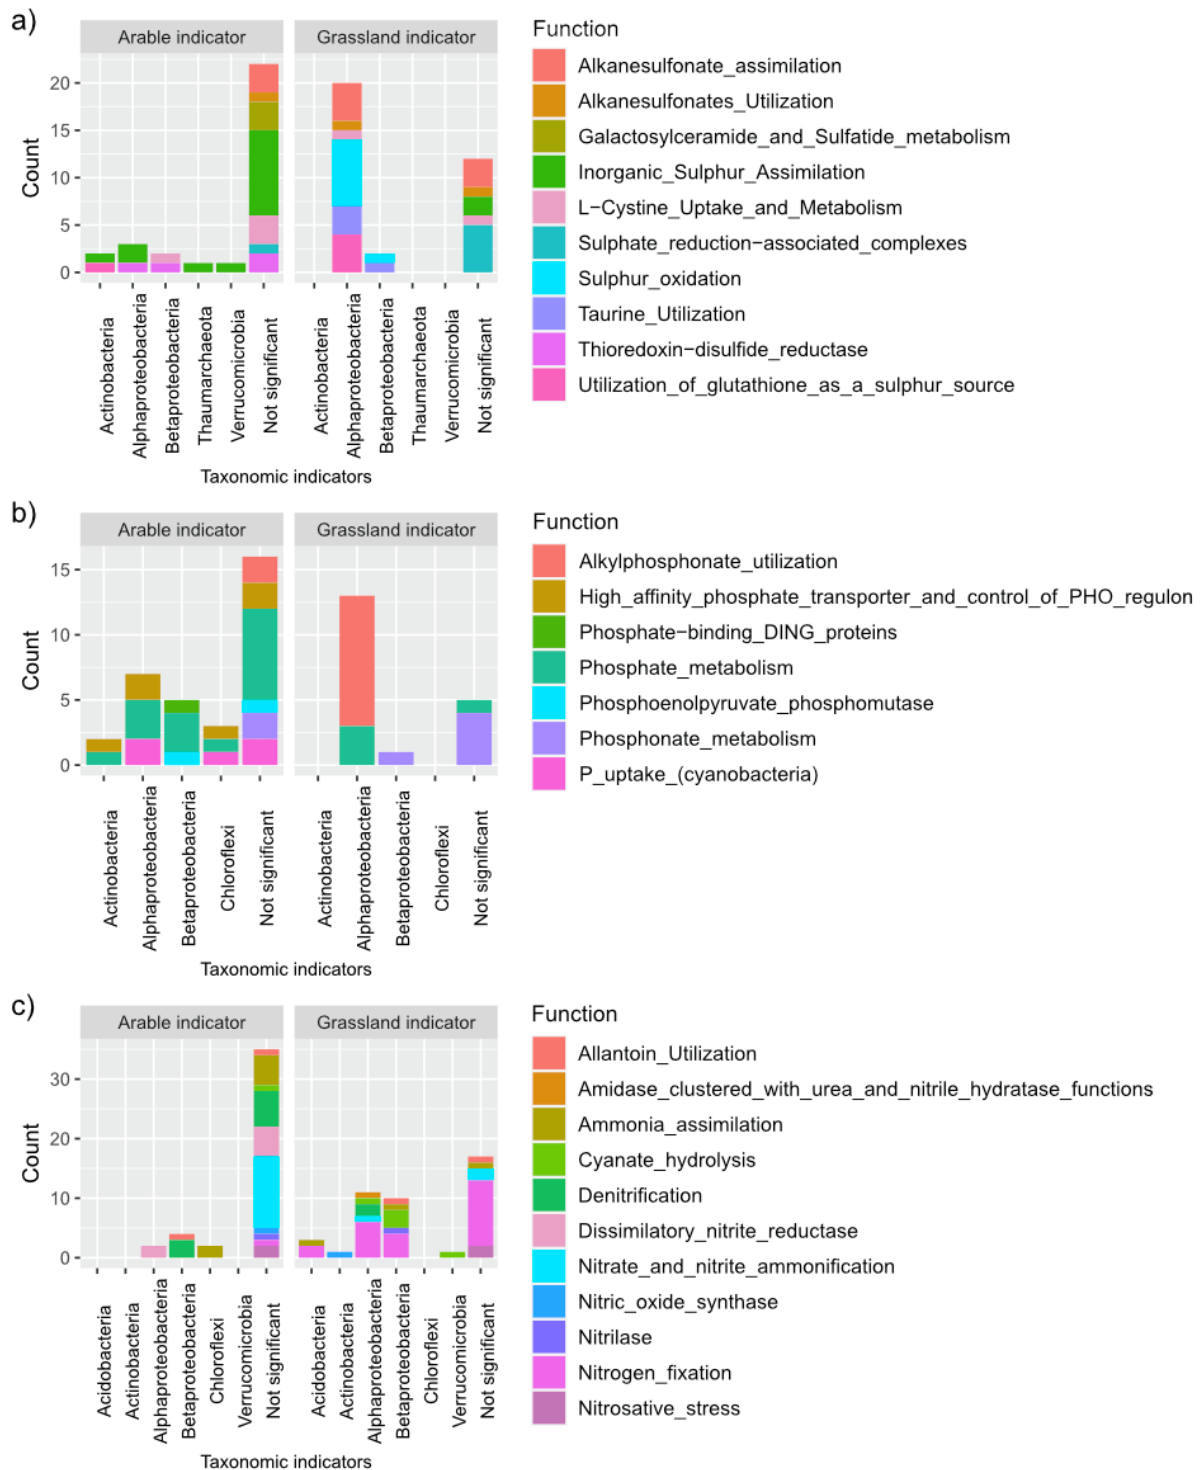 a)
Arable indicator
Grassland indicator
Count
20
15
10
5
0
Actinobacteria
Alphaproteobacteria
Betaproteobacteria
Thaumarchaeota
Verrucomicrobia
Not significant
Actinobacteria
Alphaproteobacteria
Betaproteobacteria
Thaumarchaeota
Verrucomicrobia
Not significant
Taxonomic indicators
Function
Alkanesulfonate_assimilation
Alkanesulfonates_Utilization
Galactosylceramide_and_Sulfatide_metabolism
Inorganic_Sulphur_Assimilation
L−Cystine_Uptake_and_Metabolism
Sulphate_reduction−associated_complexes
Sulphur_oxidation
Taurine_Utilization
Thioredoxin−disulfide_reductase
Utilization_of_glutathione_as_a_sulphur_source
b)
Arable indicator
Grassland indicator
Count
15
10
5
0
Actinobacteria
Alphaproteobacteria
Betaproteobacteria
Chloroflexi
Not significant
Actinobacteria
Alphaproteobacteria
Betaproteobacteria
Chloroflexi
Not significant
Taxonomic indicators
Function
Alkylphosphonate_utilization
High_affinity_phosphate_transporter_and_control_of_PHO_regulon
Phosphate−binding_DING_proteins
Phosphate_metabolism
Phosphoenolpyruvate_phosphomutase
Phosphonate_metabolism
P_uptake_(cyanobacteria)
c)
Arable indicator
Grassland indicator
Count
30
20
10
0
Acidobacteria
Actinobacteria
Alphaproteobacteria
Betaproteobacteria
Chloroflexi
Verrucomicrobia
Not significant
Acidobacteria
Actinobacteria
Alphaproteobacteria
Betaproteobacteria
Chloroflexi
Verrucomicrobia
Not significant
Taxonomic indicators
Function
Allantoin_Utilization
Amidase_clustered_with_urea_and_nitrile_hydratase_functions
Ammonia_assimilation
Cyanate_hydrolysis
Denitrification
Dissimilatory_nitrite_reductase
Nitrate_and_nitrite_ammonification
Nitric_oxide_synthase
Nitrilase
Nitrogen_fixation
Nitrosative_stress